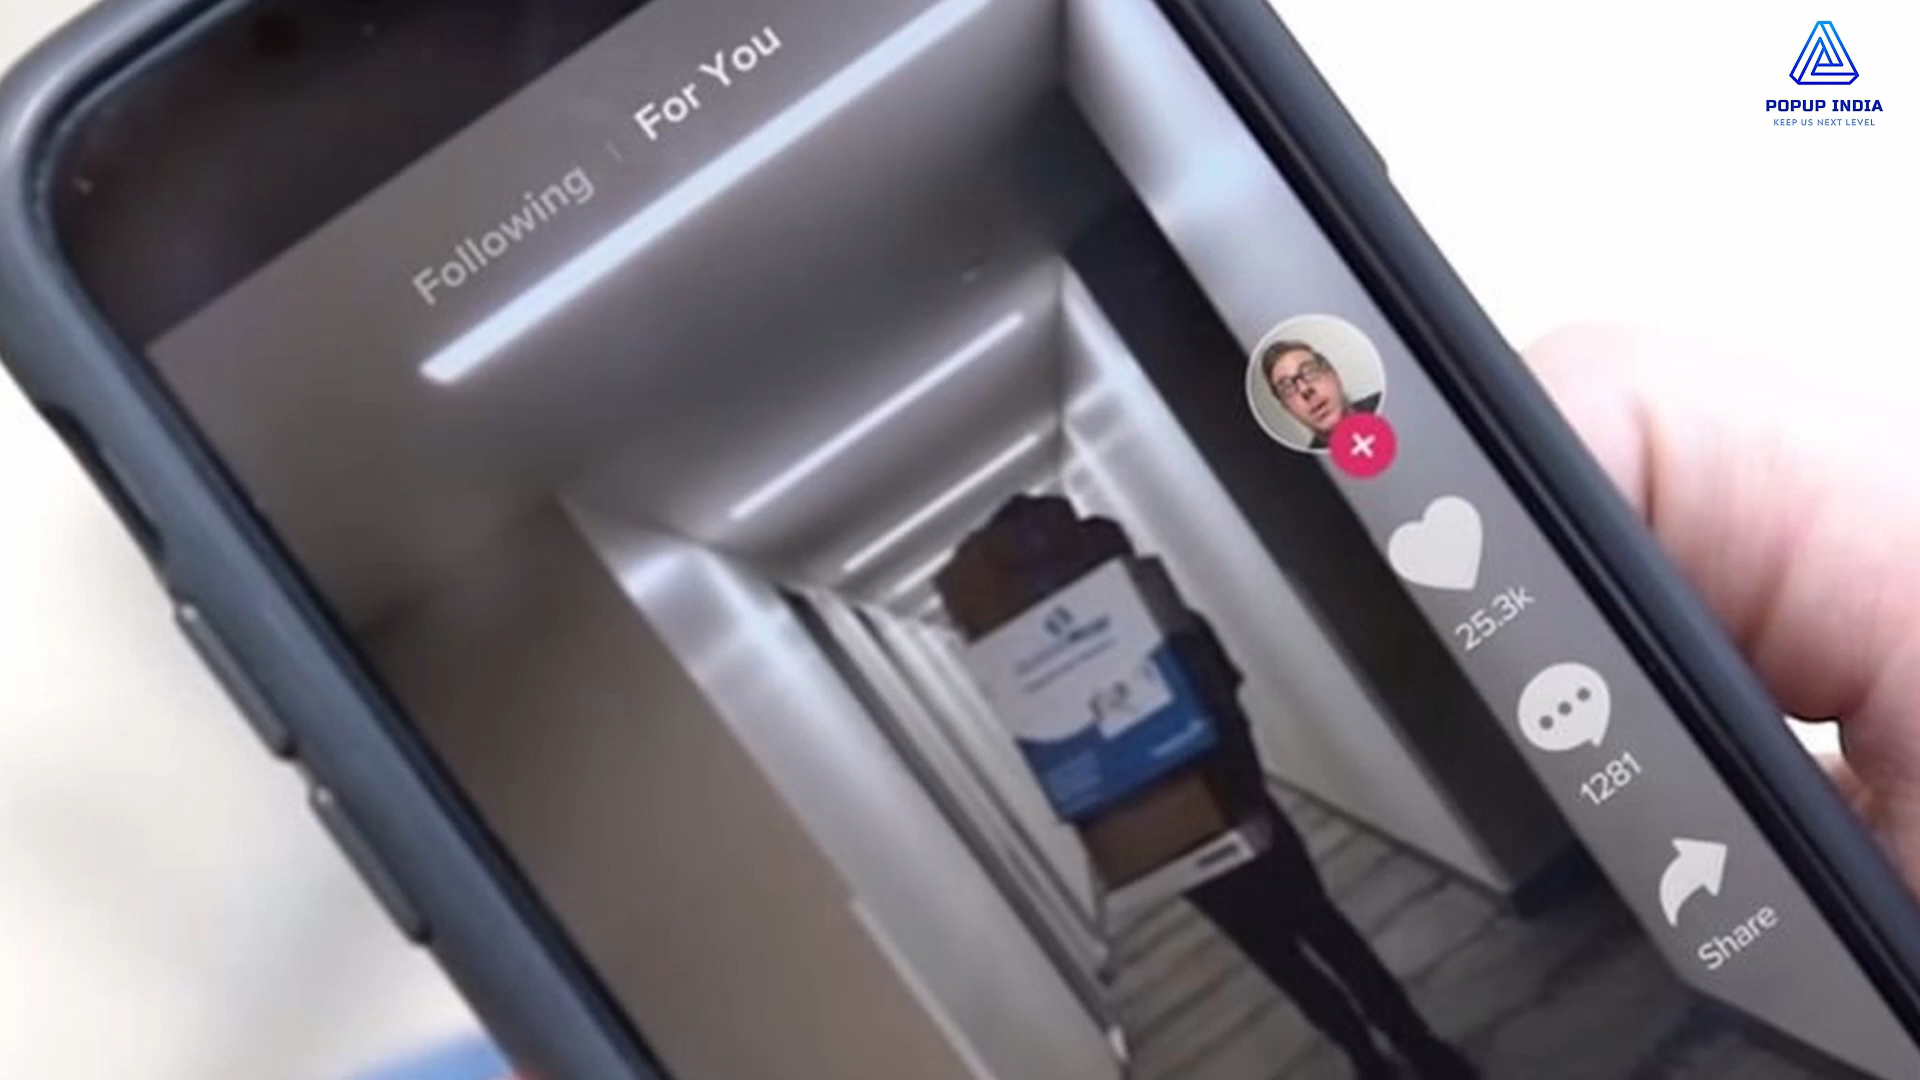 POPUP INDIA
KEEP US NEXT LEVEL
Following
For You
25.3k
1281
Share